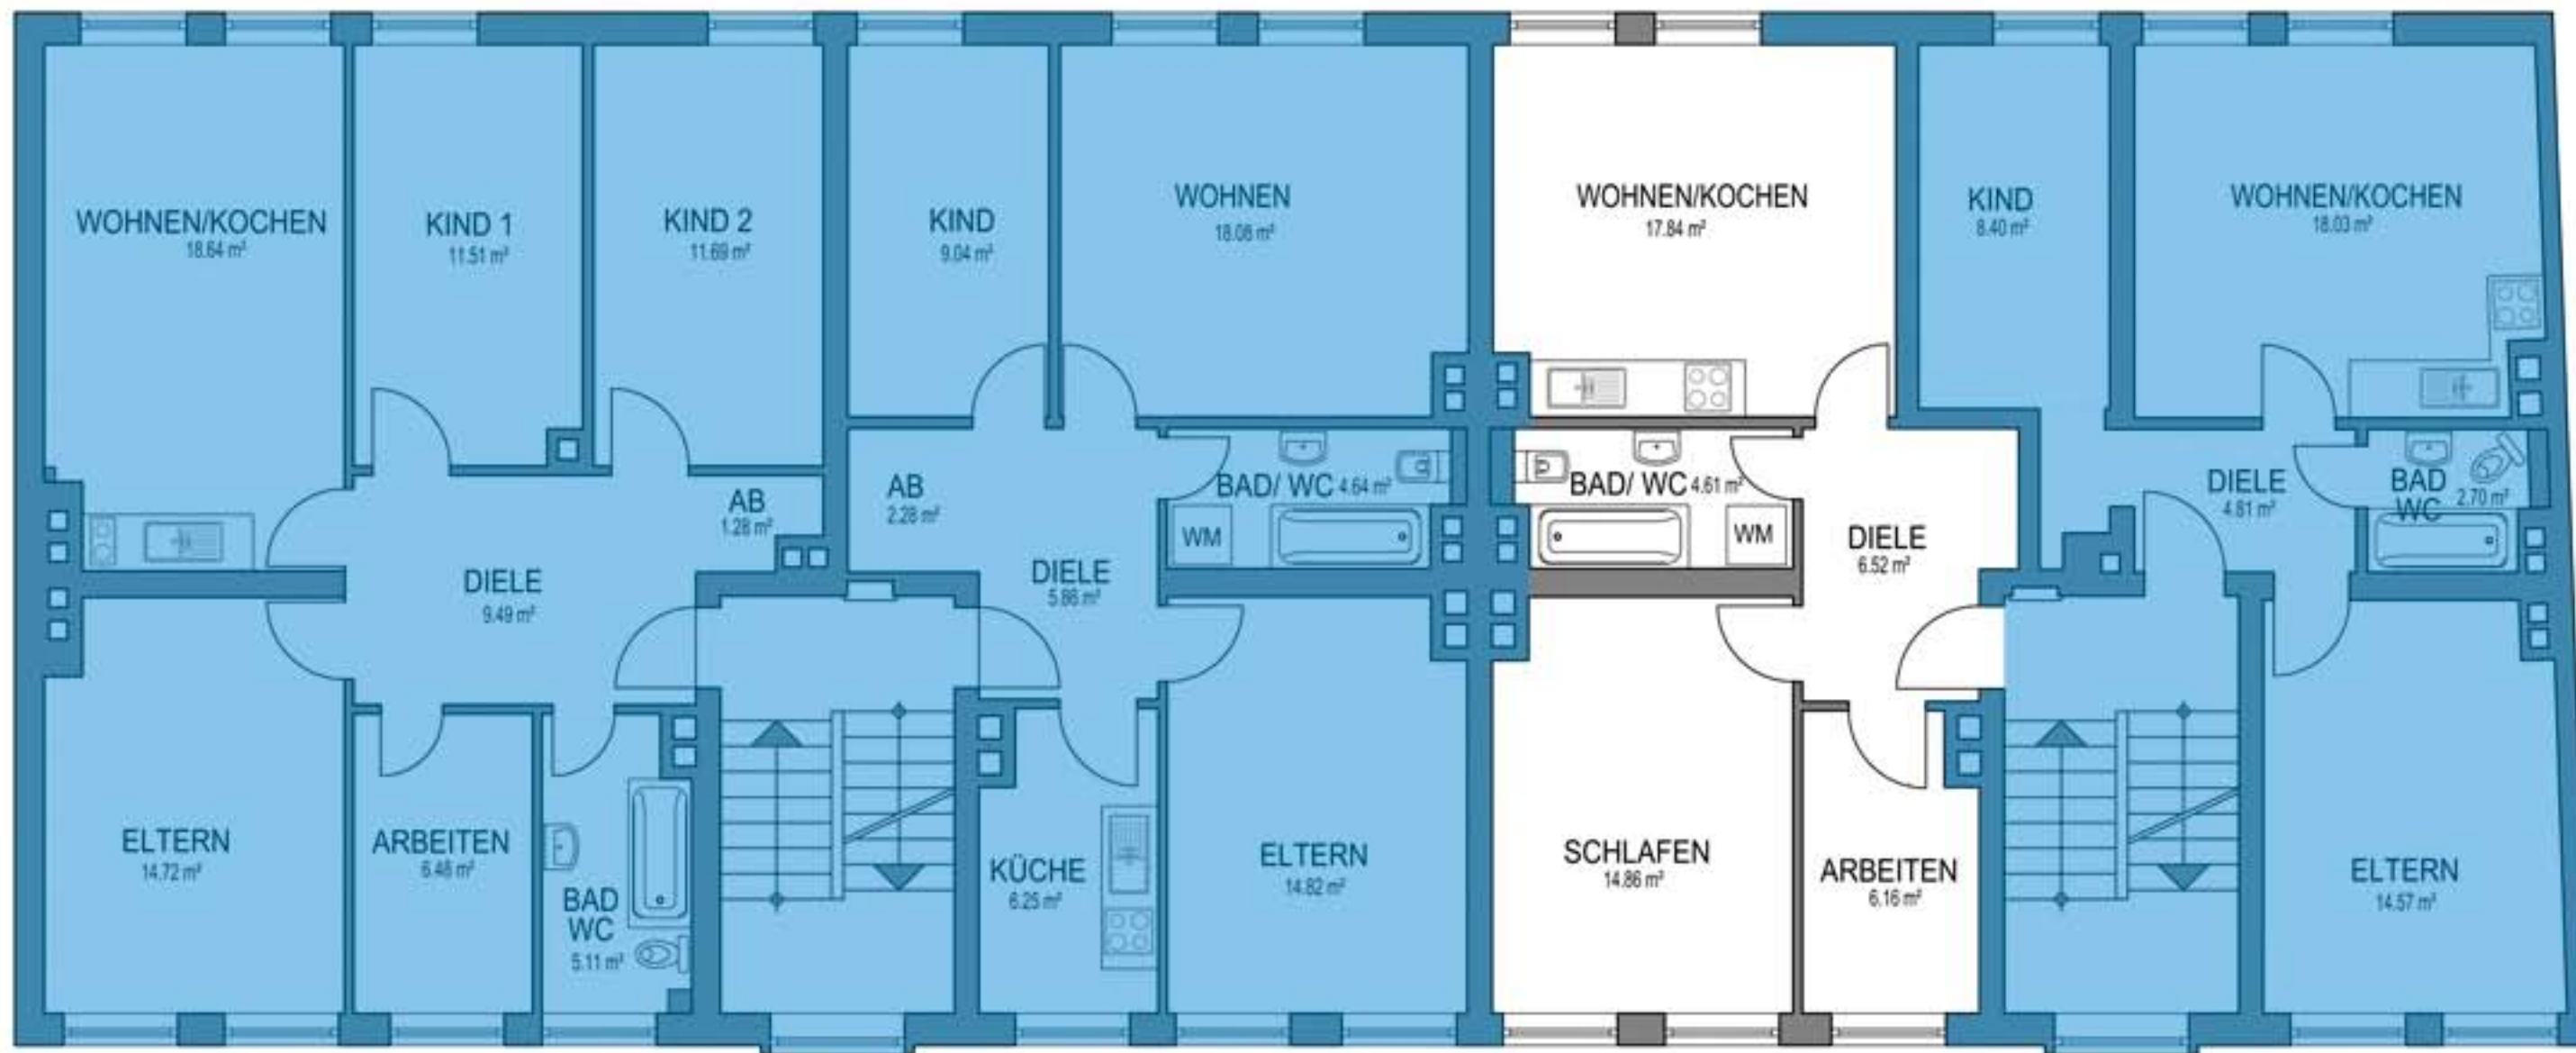 WOHNEN/KOCHEN
18.64 m²
KIND 1
11.51 m²
KIND 2
11.69 m²
KIND
9.04 m²
WOHNEN
18.08 m²
WOHNEN/KOCHEN
17.84 m²
KIND
8.40 m²
WOHNEN/KOCHEN
18.03 m²
AB
1.28 m²
AB
2.28 m²
BAD/ WC 4.64 m²
WM
BAD/ WC 4.61 m²
WM
DIELE
4.81 m²
BAD
WC
2.70 m²
DIELE
9.49 m²
DIELE
5.86 m²
DIELE
6.52 m²
ELTERN
14.72 m²
ARBEITEN
6.46 m²
BAD
WC
5.11 m²
KÜCHE
6.25 m²
ELTERN
14.82 m²
SCHLAFEN
14.86 m²
ARBEITEN
6.16 m²
ELTERN
14.57 m²